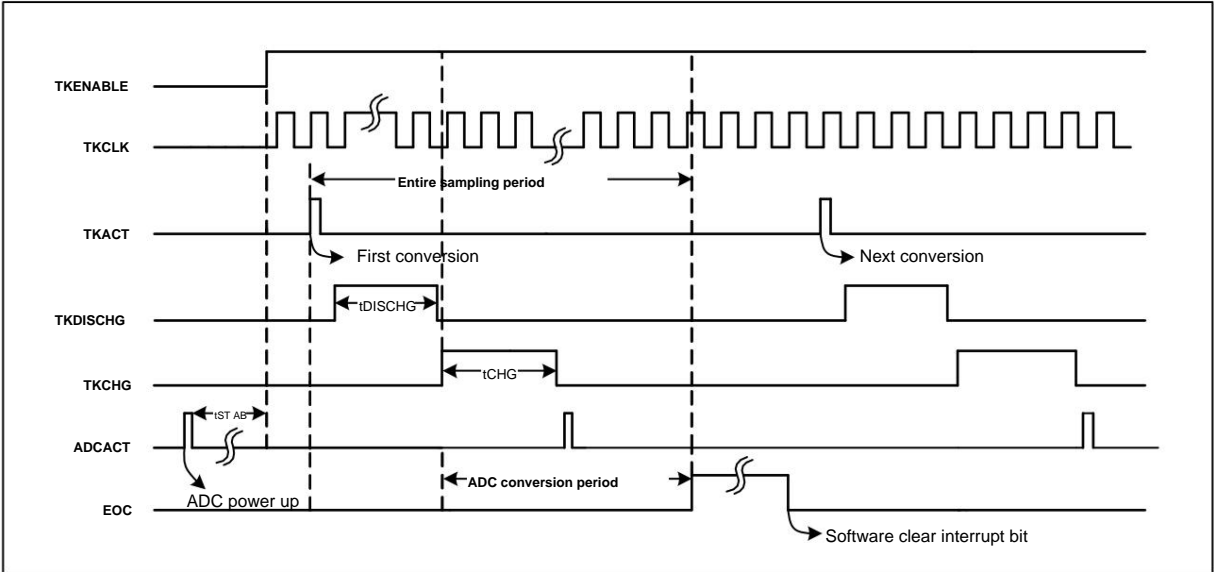 TKENABLE
TKCLK
Entire sampling period
TKACT
First conversion
Next conversion
tDISCHG
TKDISCHG
tCHG
TKCHG
tST AB
ADCACT
ADC power up
ADC conversion period
EOC
Software clear interrupt bit